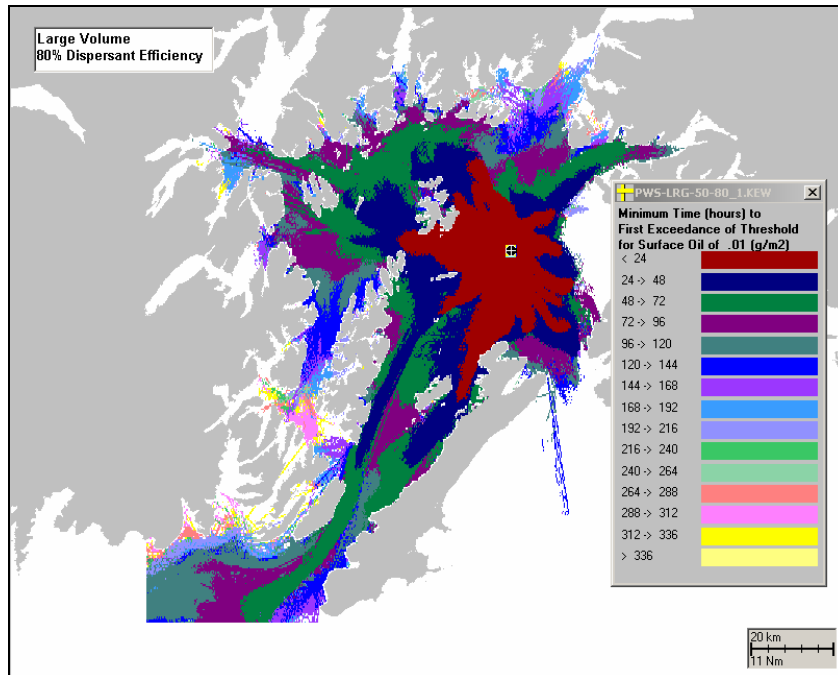 Large Volume
80% Dispersant Efficiency
PWS-LRG-50-80_1.KEW
Minimum Time (hours) to
First Exceedance of Threshold
for Surface Oil of .01 (g/m2)
< 24
24 -> 48
48 -> 72
72 -> 96
96 -> 120
120 -> 144
144 -> 168
168 -> 192
192 -> 216
216 -> 240
240 -> 264
264 -> 288
288 -> 312
312 -> 336
> 336
20 km
11 Nm